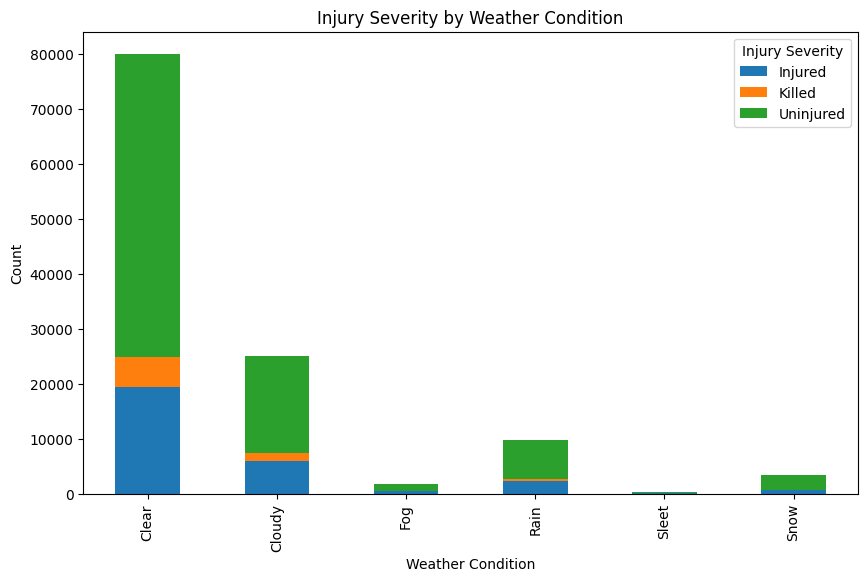 Injury Severity by Weather Condition
Injury Severity
Injured
Killed
Uninjured
Count
80000
70000
60000
50000
40000
30000
20000
10000
0
Clear
Cloudy
Fog
Rain
Sleet
Snow
Weather Condition